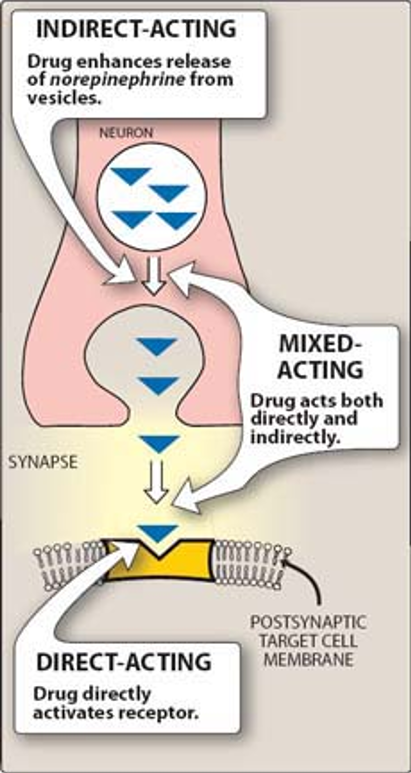 INDIRECT-ACTING
Drug enhances release
of norepinephrine from
vesicles.
NEURON
MIXED-
ACTING
Drug acts both
directly and
indirectly.
SYNAPSE
POSTSYNAPTIC
TARGET CELL
MEMBRANE
DIRECT-ACTING
Drug directly
activates receptor.